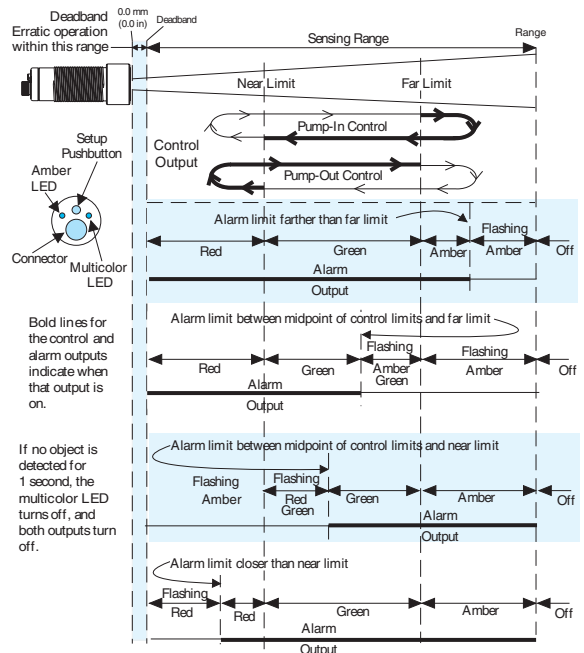 Deadband
Erratic operation
within this range
0.0 mm
(0.0 in)
Deadband
Sensing Range
Range
Near Limit
Far Limit
Pump-In Control
Control
Output
Pump-Out Control
Setup
Pushbutton
Amber
LED
Connector
Multicolor
LED
Alarm limit farther than far limit
Red
Green
Amber
Flashing
Amber
Off
Alarm
Output
Bold lines for
the control and
alarm outputs
indicate when
that output is
on.
Alarm limit between midpoint of control limits and far limit
Red
Green
Flashing
Amber
Green
Flashing
Amber
Off
Alarm
Output
If no object is
detected for
1 second, the
multicolor LED
turns off, and
both outputs turn
off.
Alarm limit between midpoint of control limits and near limit
Flashing
Amber
Flashing
Red
Green
Green
Amber
Off
Alarm
Output
Alarm limit closer than near limit
Flashing
Red
Red
Green
Amber
Off
Alarm
Output